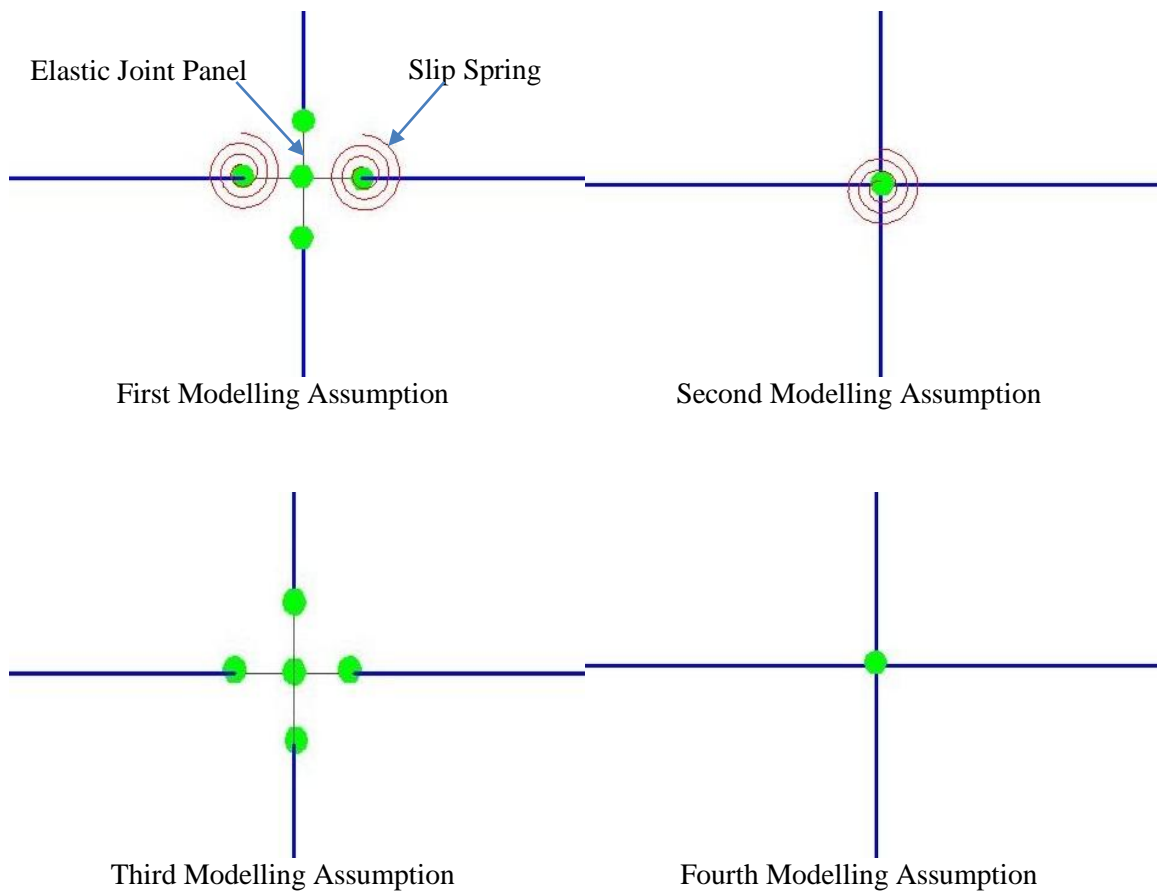 Elastic Joint Panel
Slip Spring
First Modelling Assumption
Second Modelling Assumption
Third Modelling Assumption
Fourth Modelling Assumption